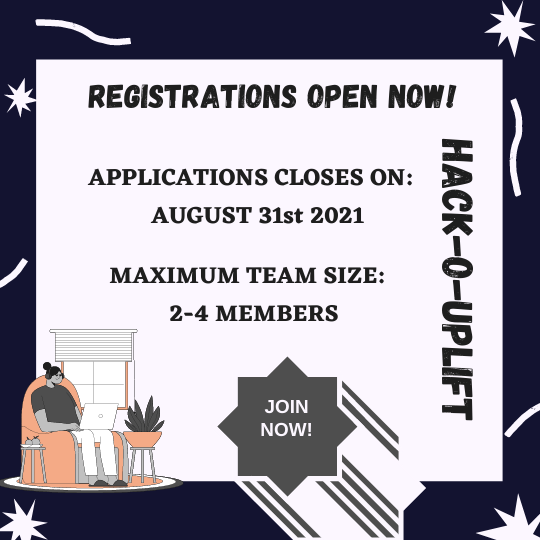 REGISTRATIONS OPEN NOW!
APPLICATIONS CLOSES ON:
AUGUST 31st 2021
MAXIMUM TEAM SIZE:
2-4 MEMBERS
HACK-O-UPLIFT
JOIN
NOW!